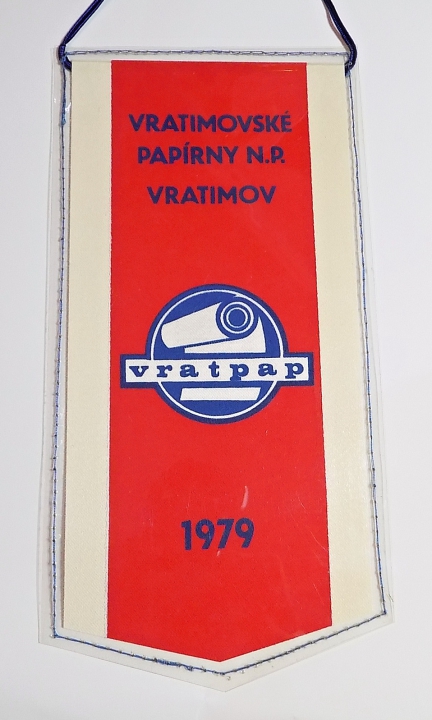 VRATIMOVSKÉ
PAPÍRNY N.P.
VRATIMOV
vratpap
1979